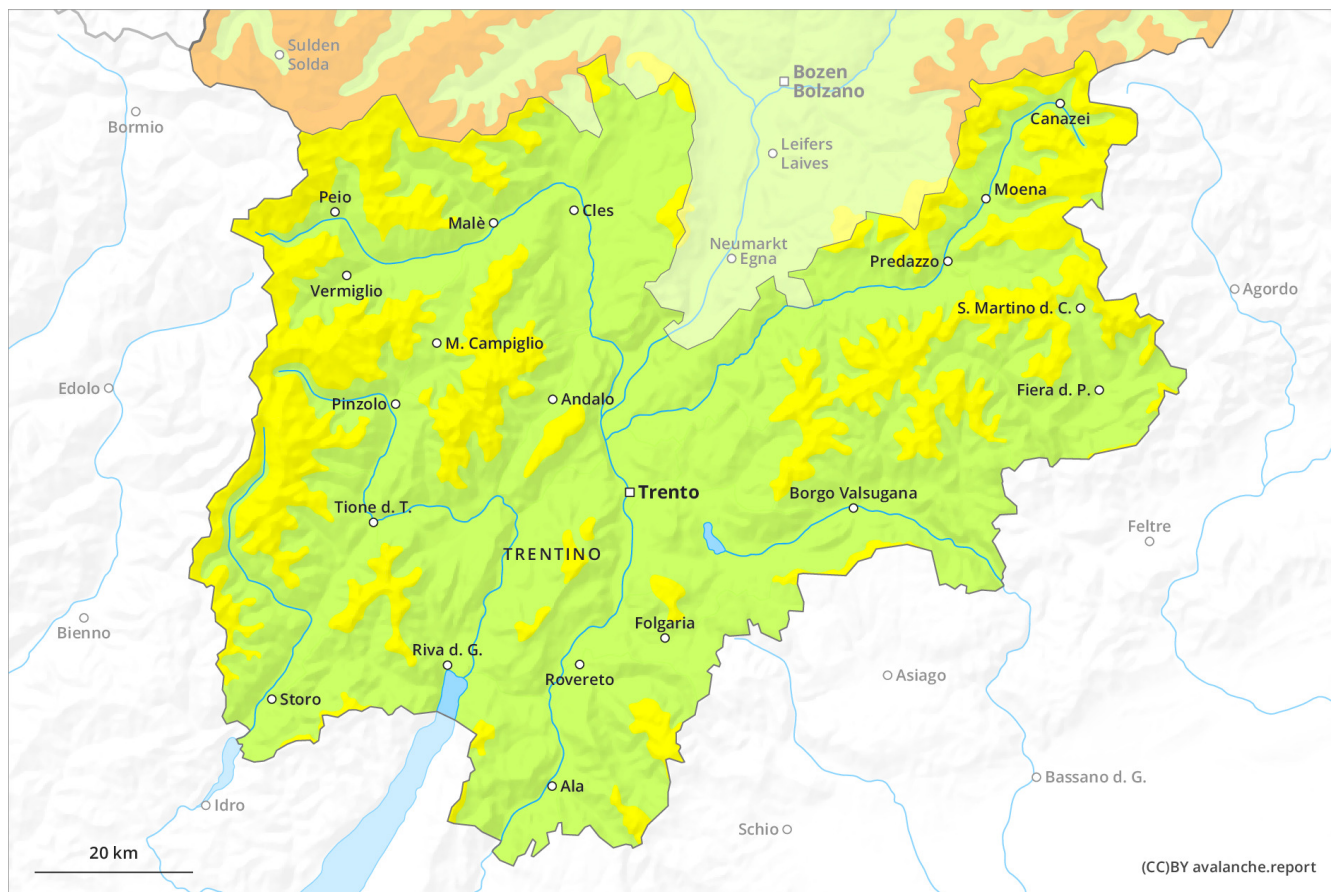 Sulden
Solda
Bozen
Bolzano
Bormio
Canazei
Leifers
Laives
Moena
Peio
Malè
Cles
Neumarkt
Egna
Predazzo
Vermiglio
Agordo
S. Martino d. C.
M. Campiglio
Edolo
Andalo
Fiera d. P.
Pinzolo
Trento
Borgo Valsugana
Tione d. T.
Feltre
TRENTINO
Bienno
Folgaria
Riva d. G.
Rovereto
Asiago
Storo
Bassano d. G.
Ala
Idro
Schio
20 km
(CC)BY avalanche.report